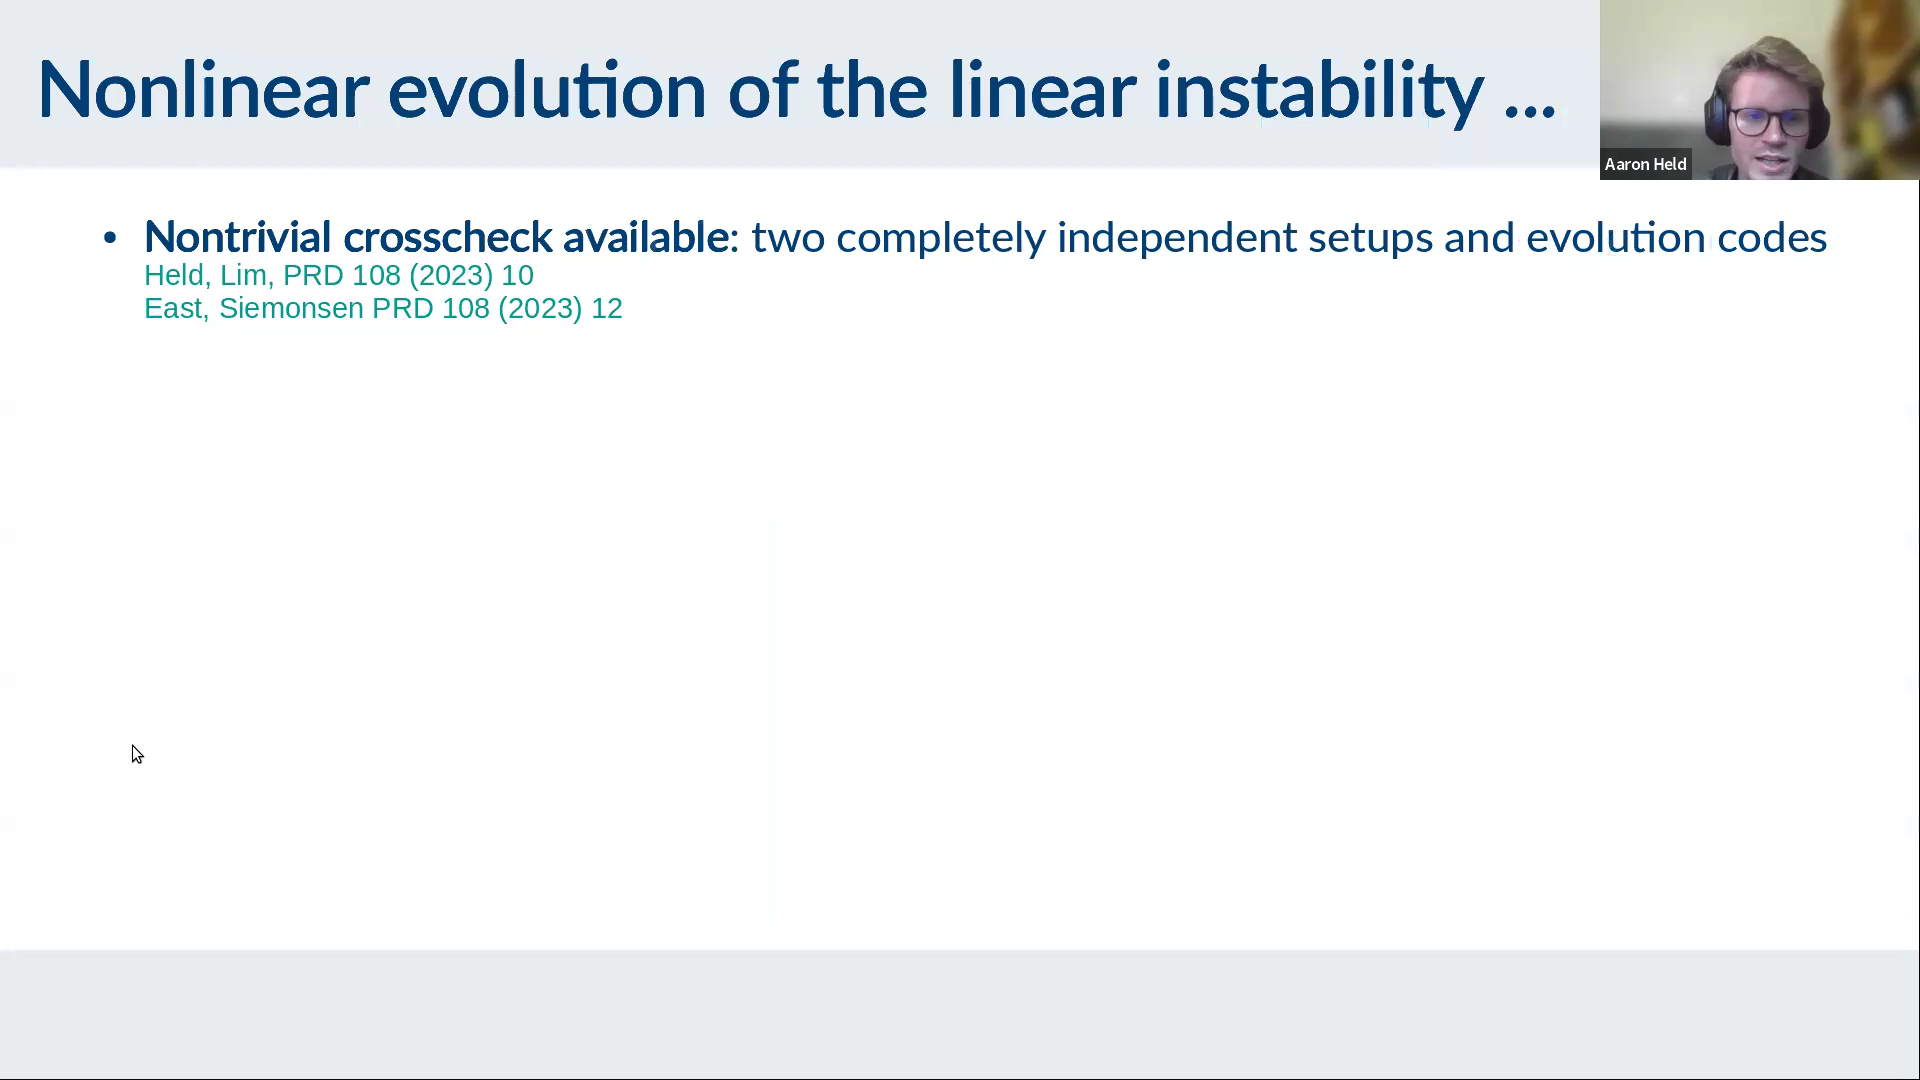 Nonlinear evolution of the linear instability ...
Aaron Held
• Nontrivial crosscheck available: two completely independent setups and evolution codes
Held, Lim, PRD 108 (2023) 10
East, Siemonsen PRD 108 (2023) 12